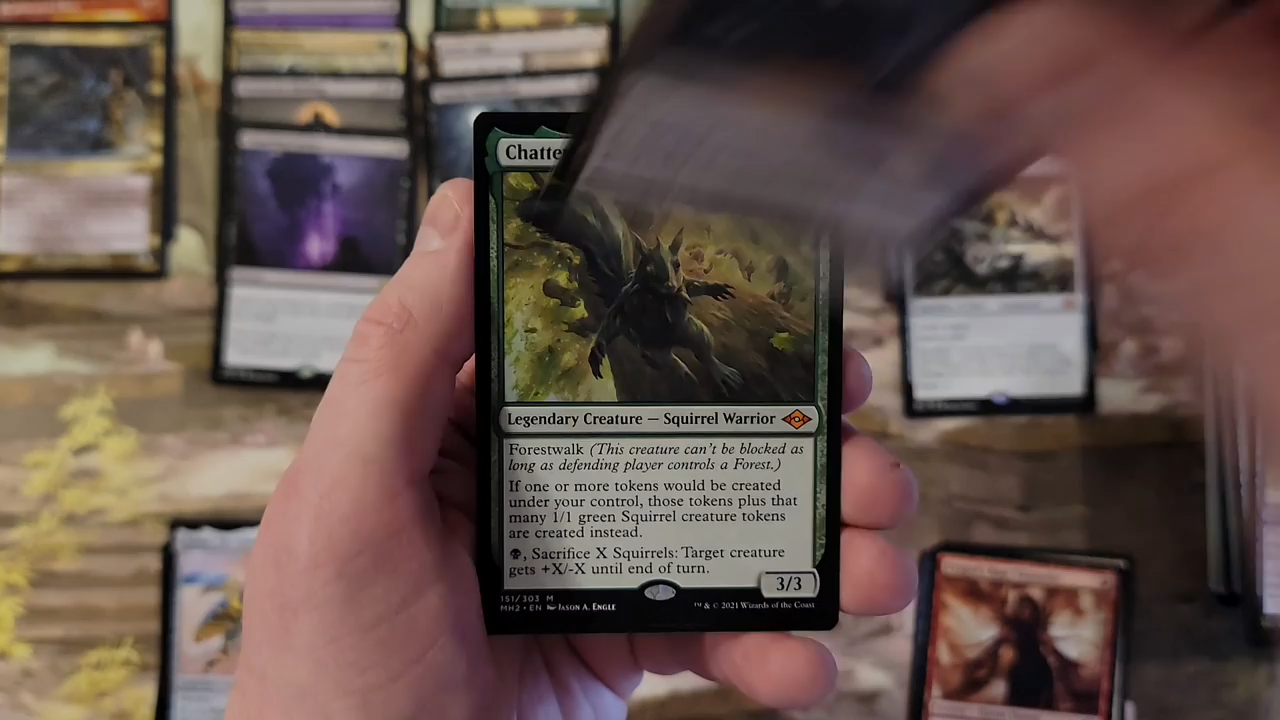 Chatte
Legendary Creature — Squirrel Warrior
Forestwalk (This creature can't be blocked as
long as defending player controls a Forest.)
If one or more tokens would be created
under your control, those tokens plus that
many 1/1 green Squirrel creature tokens
are created instead.
, Sacrifice X Squirrels: Target creature
gets +X/-X until end of turn.
3/3
151/303 M
MH2 • EN Jason A. Engle
™ & © 2021 Wizards of the Coast